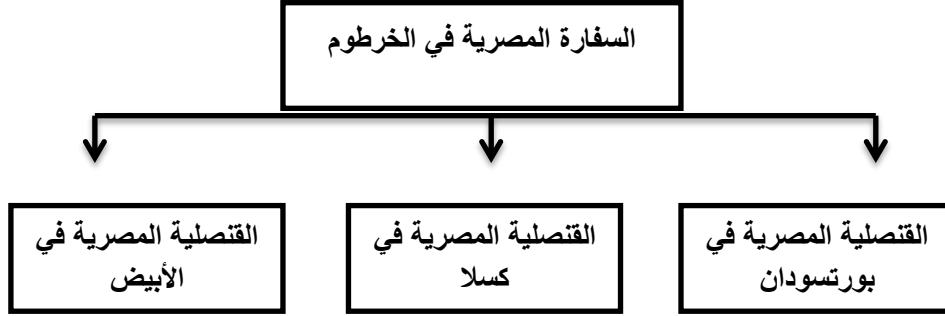 السفارة المصرية في الخرطوم
القنصلية المصرية في
بورتسودان
القنصلية المصرية في
كسلا
القنصلية المصرية في
الأبيض